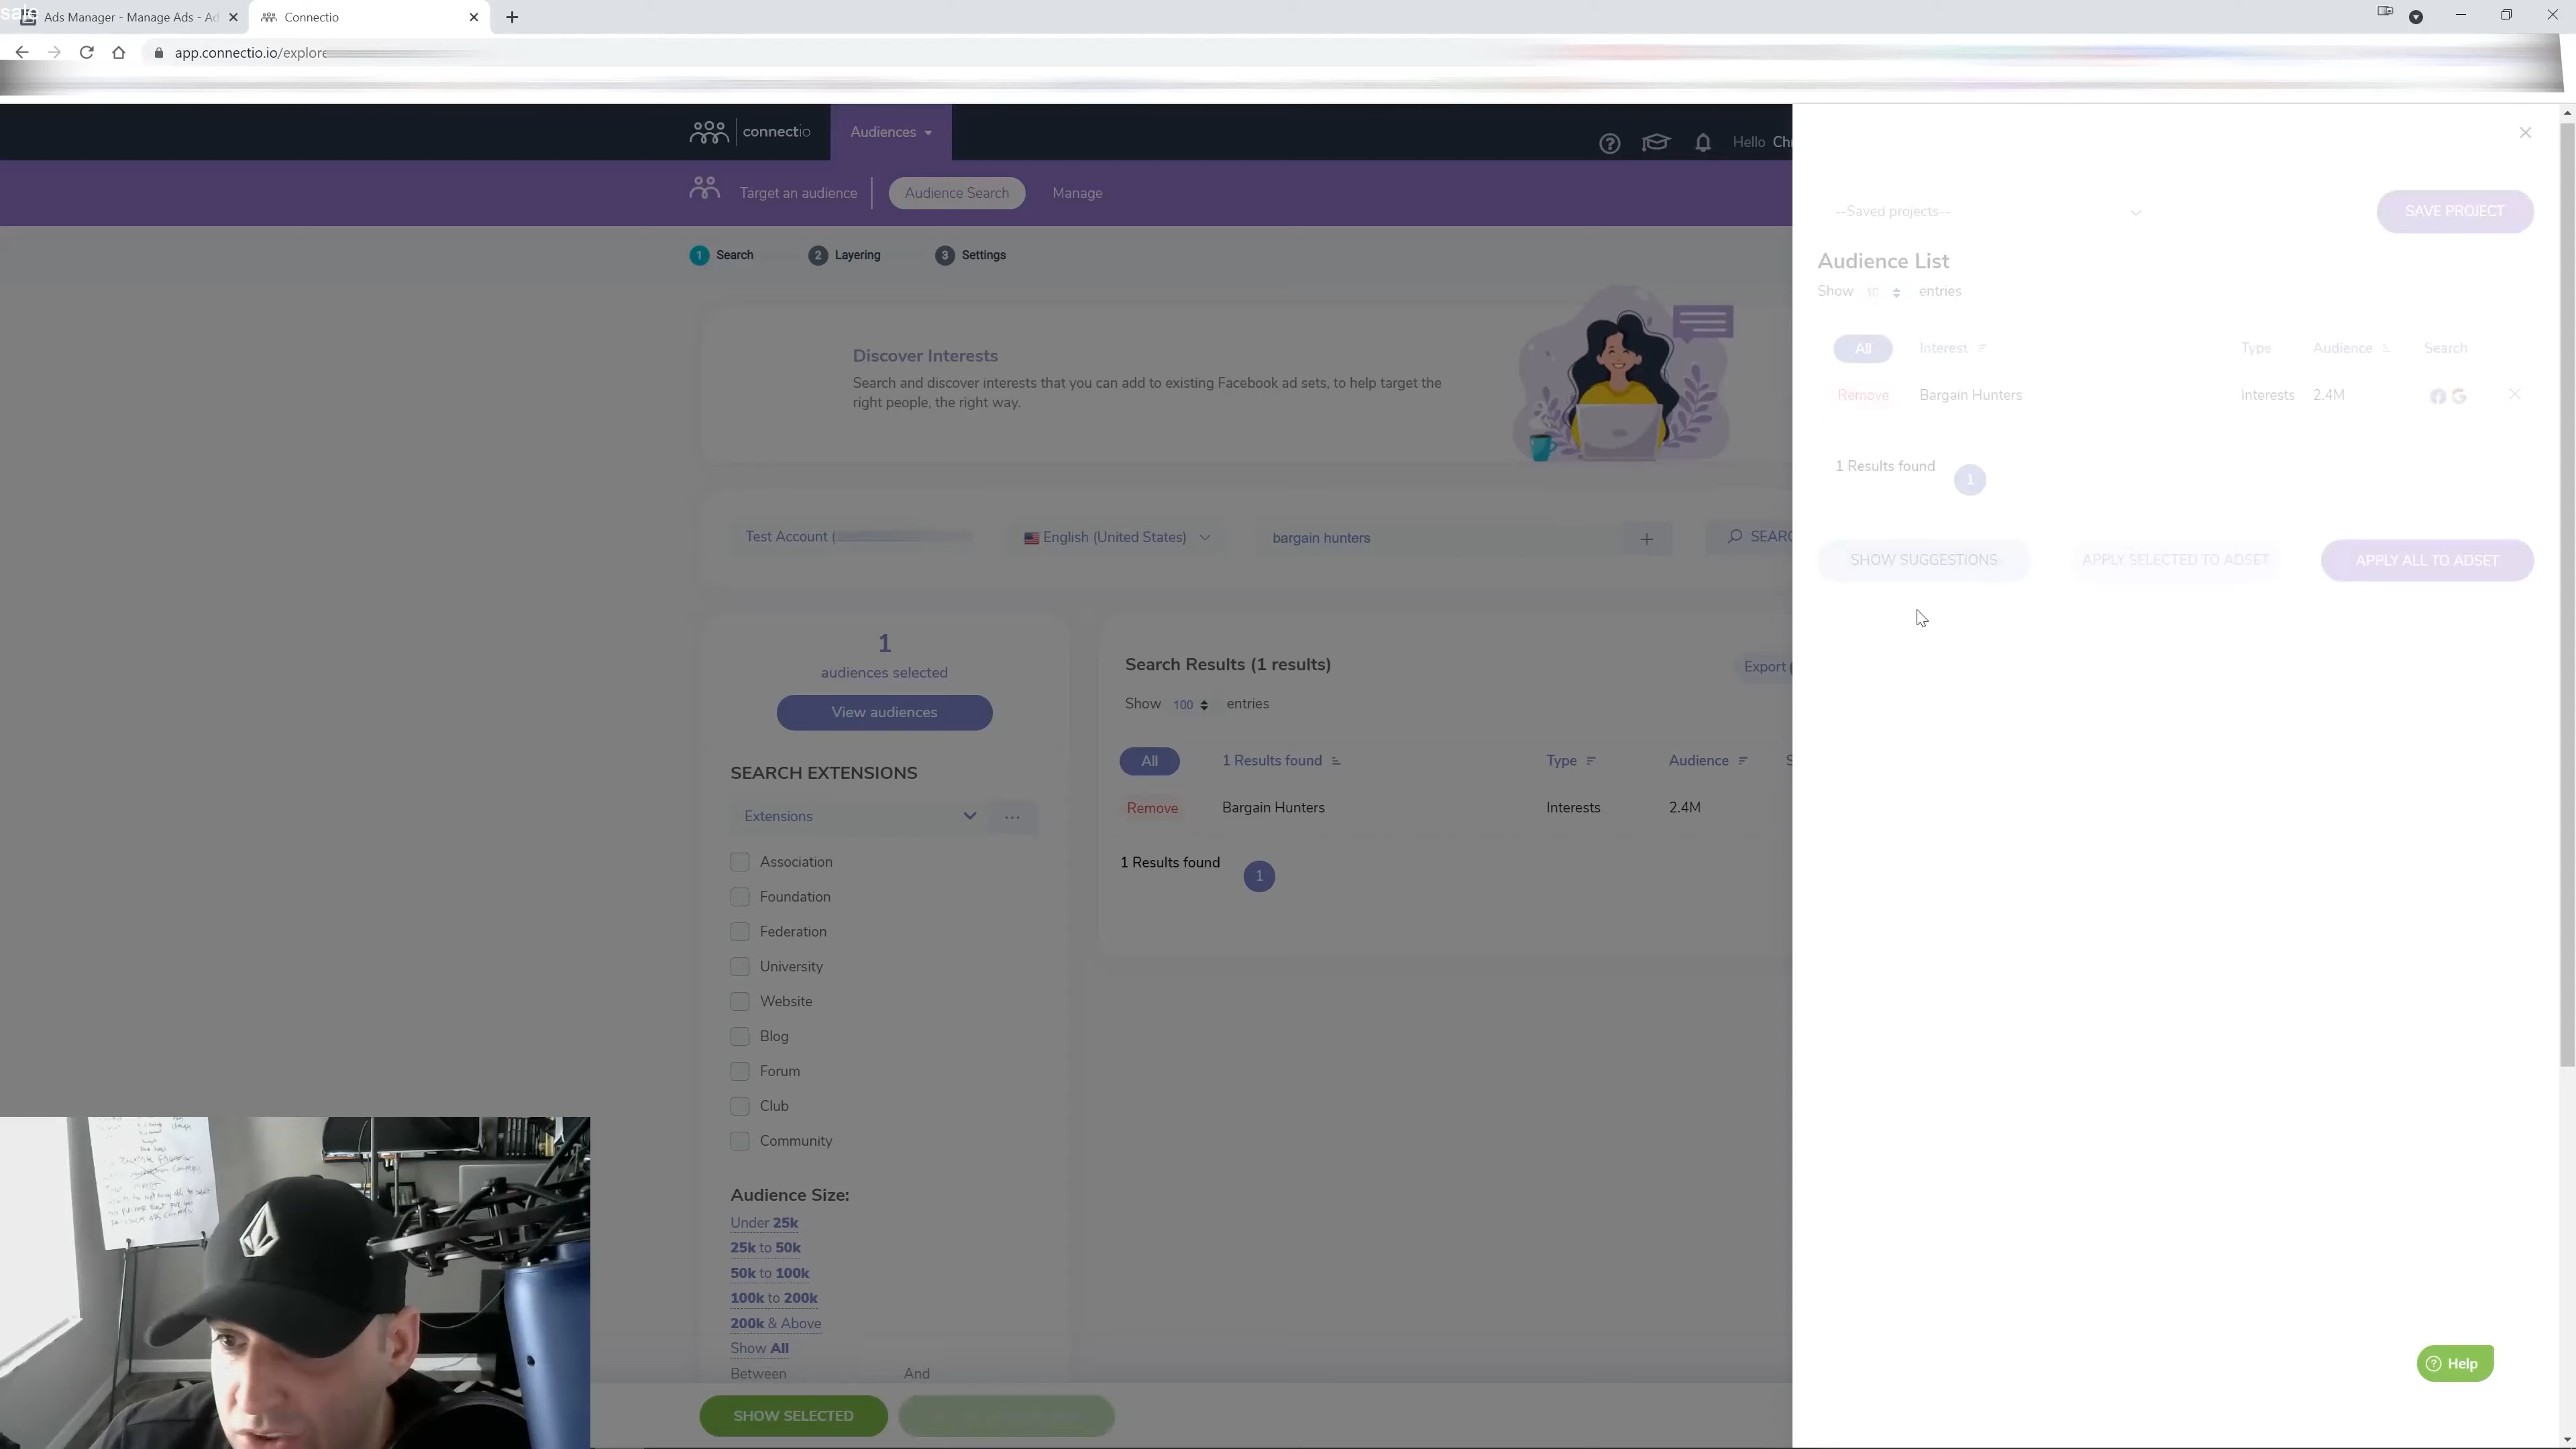 sale
Ads Manager - Manage Ads - Ad
Connectio
app.connectio.io/explore
connectio
Audiences
Hello Chr
Target an audience
Audience Search
Manage
1 Search
2 Layering
3 Settings
Discover Interests
Search and discover interests that you can add to existing Facebook ad sets, to help target the
right people, the right way.
Test Account (
English (United States)
bargain hunters
SEARC
1
audiences selected
View audiences
SEARCH EXTENSIONS
Extensions
Association
Foundation
Federation
University
Website
Blog
Forum
Club
Community
Audience Size:
Under 25k
25k to 50k
50k to 100k
100k to 200k
200k & Above
Show All
Between And
SHOW SELECTED
Search Results (1 results)
Export (
Show 100 entries
All 1 Results found Type Audience S
Remove Bargain Hunters Interests 2.4M
1 Results found 1
--Saved projects--
SAVE PROJECT
Audience List
Show 10 entries
All Interest Type Audience Search
Remove Bargain Hunters Interests 2.4M
1 Results found 1
SHOW SUGGESTIONS
APPLY SELECTED TO ADSET
APPLY ALL TO ADSET
Help